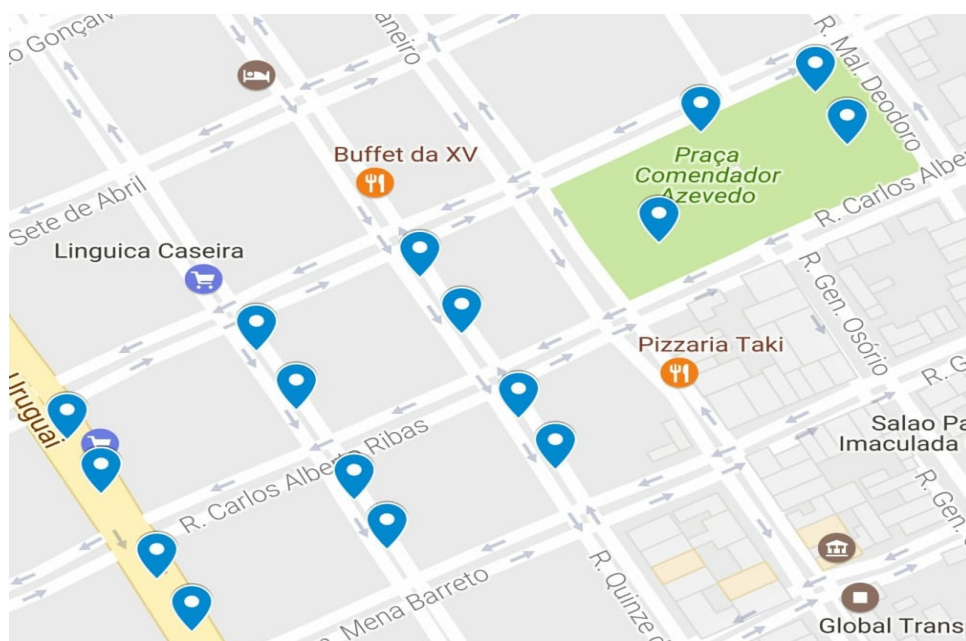 o Gonçalv
aneiro
R. Mal. Deodoro
Buffet da XV
Praça
Comendador
Azevedo
R. Carlos Albe
Sete de Abril
Linguica Caseira
R. Gen. Osório
Pizzaria Taki
R. G
Uruguai
Salao Pa
Imaculada
R. Carlos Alberto Ribas
R. Gen.
R. Quinze d
Mena Barreto
Global Trans